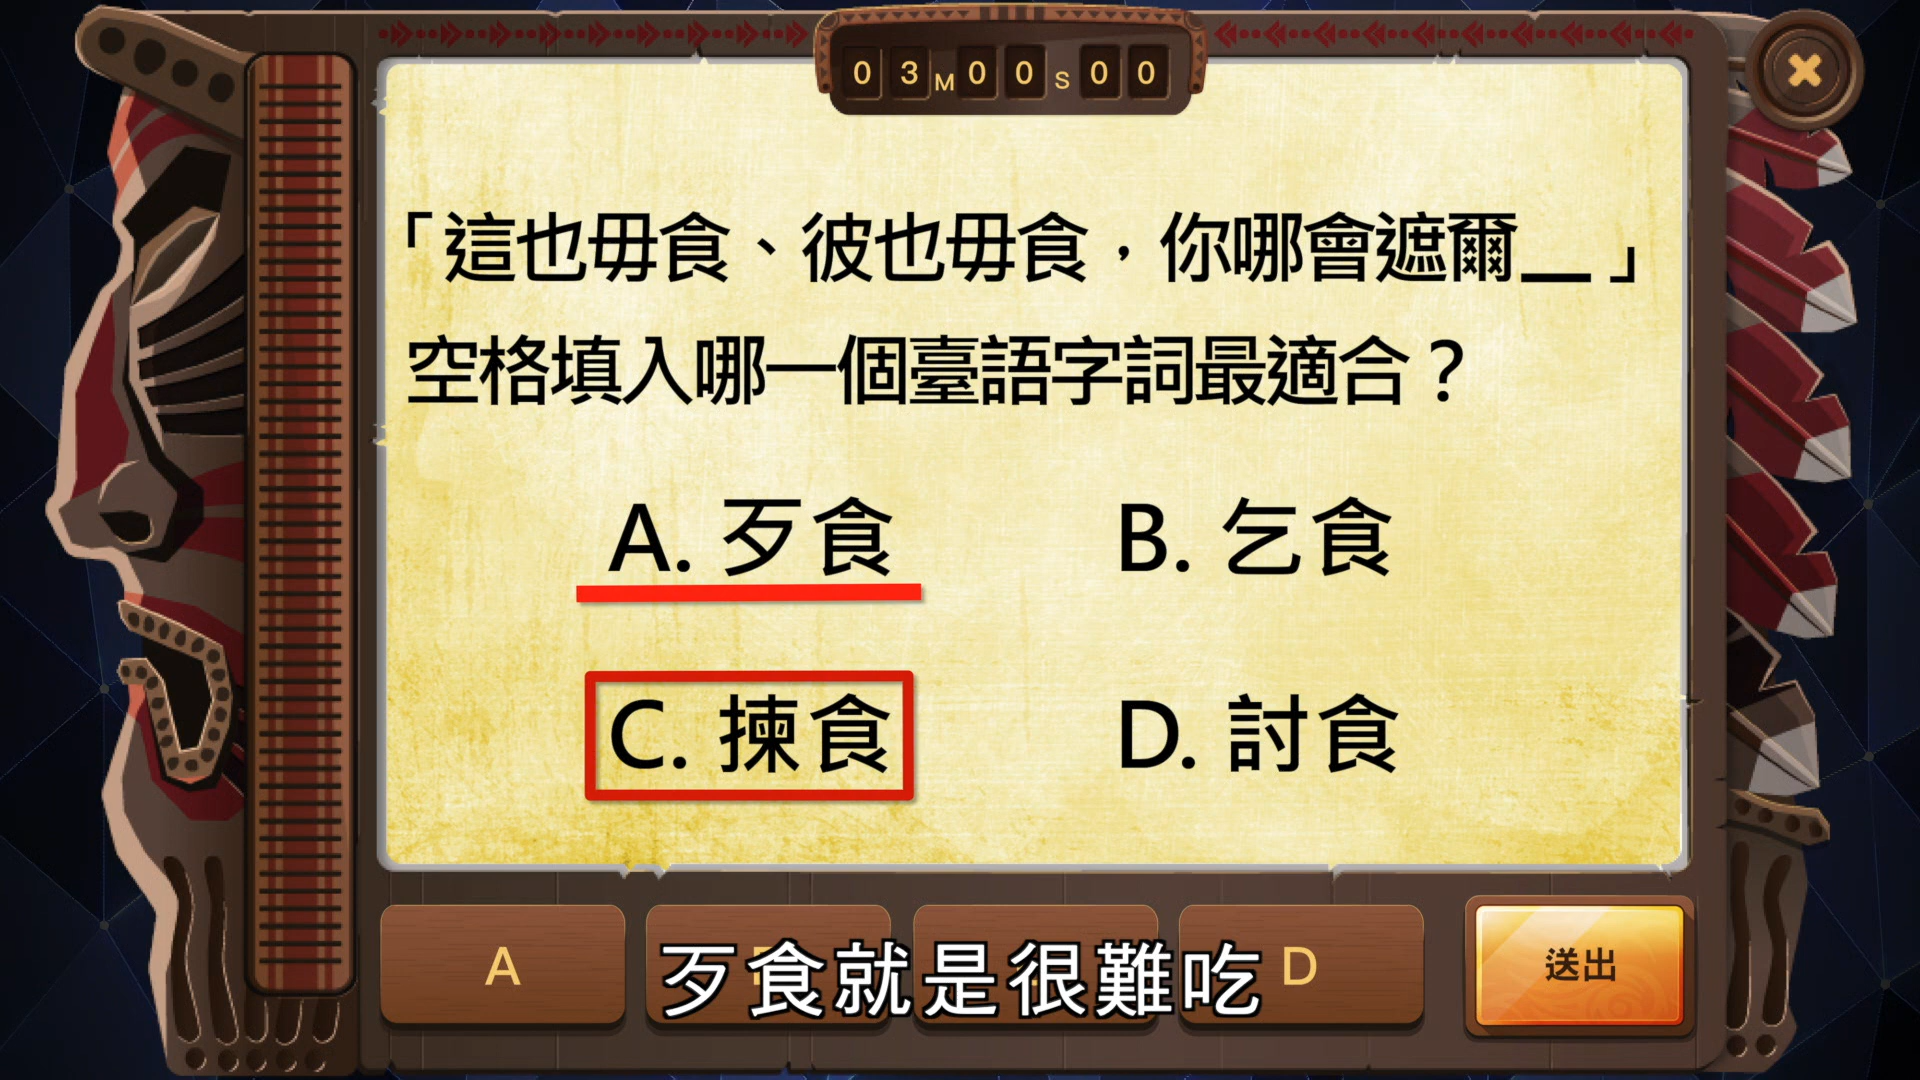 03M00S00
「這也毋食、彼也毋食，你哪會遮爾__」
空格填入哪一個臺語字詞最適合？
A. 歹食
B. 乞食
C. 揀食
D. 討食
A
D
送出
歹食就是很難吃